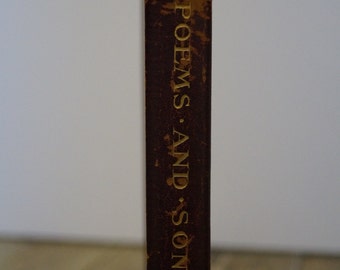 POEMS · AND · SON